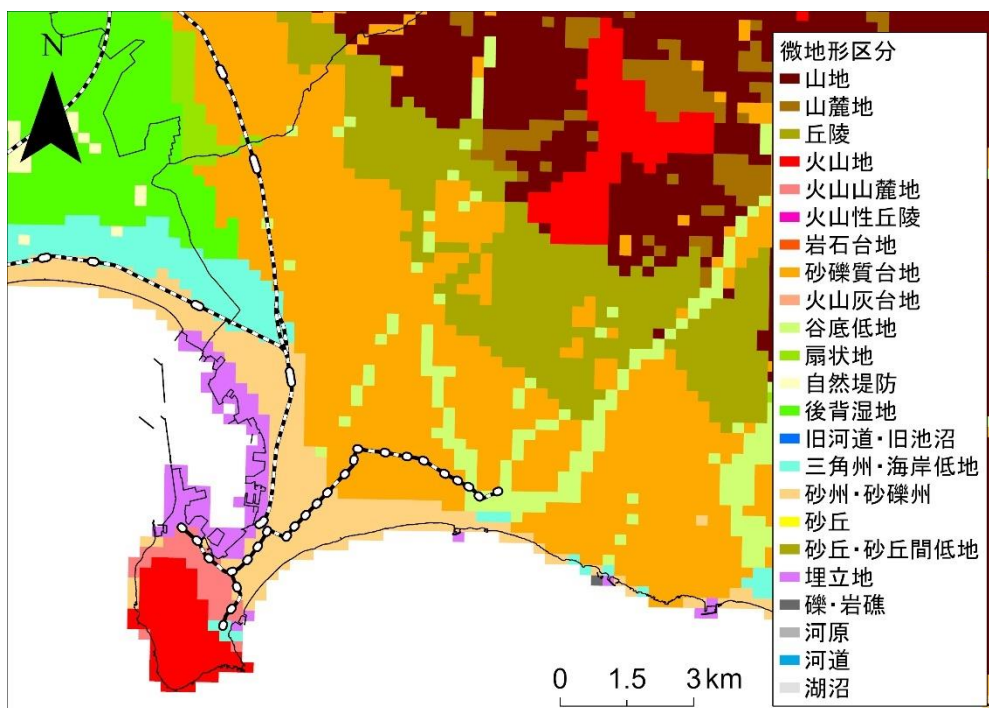 N
微地形区分
山地
山麓地
丘陵
火山地
火山山麓地
火山性丘陵
岩石台地
砂礫質台地
火山灰台地
谷底低地
扇状地
自然堤防
後背湿地
旧河道・旧池沼
三角州・海岸低地
砂州・砂礫州
砂丘
砂丘・砂丘間低地
埋立地
礫・岩礁
河原
河道
湖沼
0 1.5 3 km